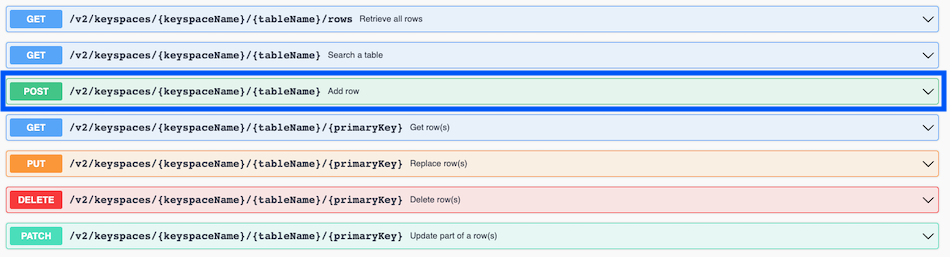 GET /v2/keyspaces/{keyspaceName}/{tableName}/rows Retrieve all rows
GET /v2/keyspaces/{keyspaceName}/{tableName} Search a table
POST /v2/keyspaces/{keyspaceName}/{tableName} Add row
GET /v2/keyspaces/{keyspaceName}/{tableName}/{primaryKey} Get row(s)
PUT /v2/keyspaces/{keyspaceName}/{tableName}/{primaryKey} Replace row(s)
DELETE /v2/keyspaces/{keyspaceName}/{tableName}/{primaryKey} Delete row(s)
PATCH /v2/keyspaces/{keyspaceName}/{tableName}/{primaryKey} Update part of a row(s)